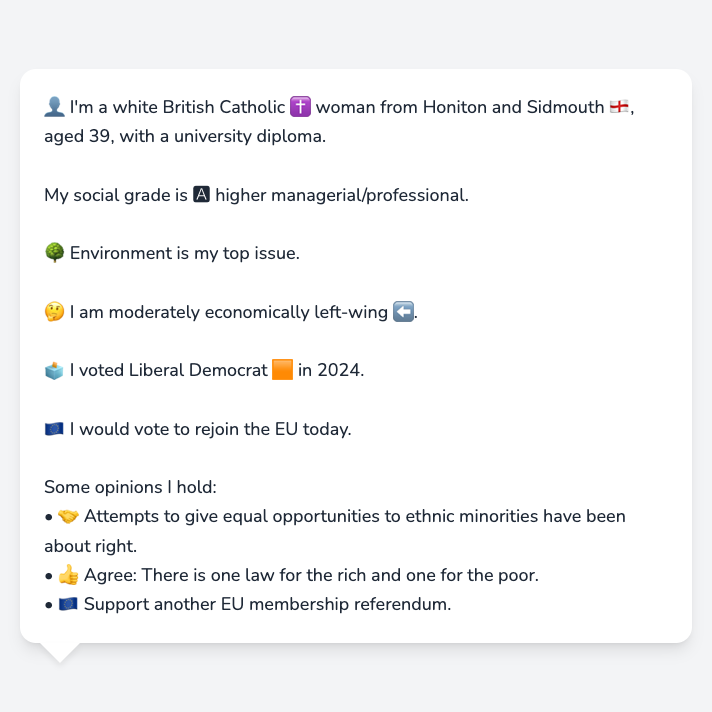 👤 I'm a white British Catholic ✝️ woman from Honiton and Sidmouth 🏴󠁧󠁢󠁥󠁮󠁧󠁿,
aged 39, with a university diploma.
My social grade is 🅰 higher managerial/professional.
🌳 Environment is my top issue.
🤔 I am moderately economically left-wing ⬅️.
🗳️ I voted Liberal Democrat 🟧 in 2024.
🇪🇺 I would vote to rejoin the EU today.
Some opinions I hold:
• 🤝 Attempts to give equal opportunities to ethnic minorities have been
about right.
• 👍 Agree: There is one law for the rich and one for the poor.
• 🇪🇺 Support another EU membership referendum.